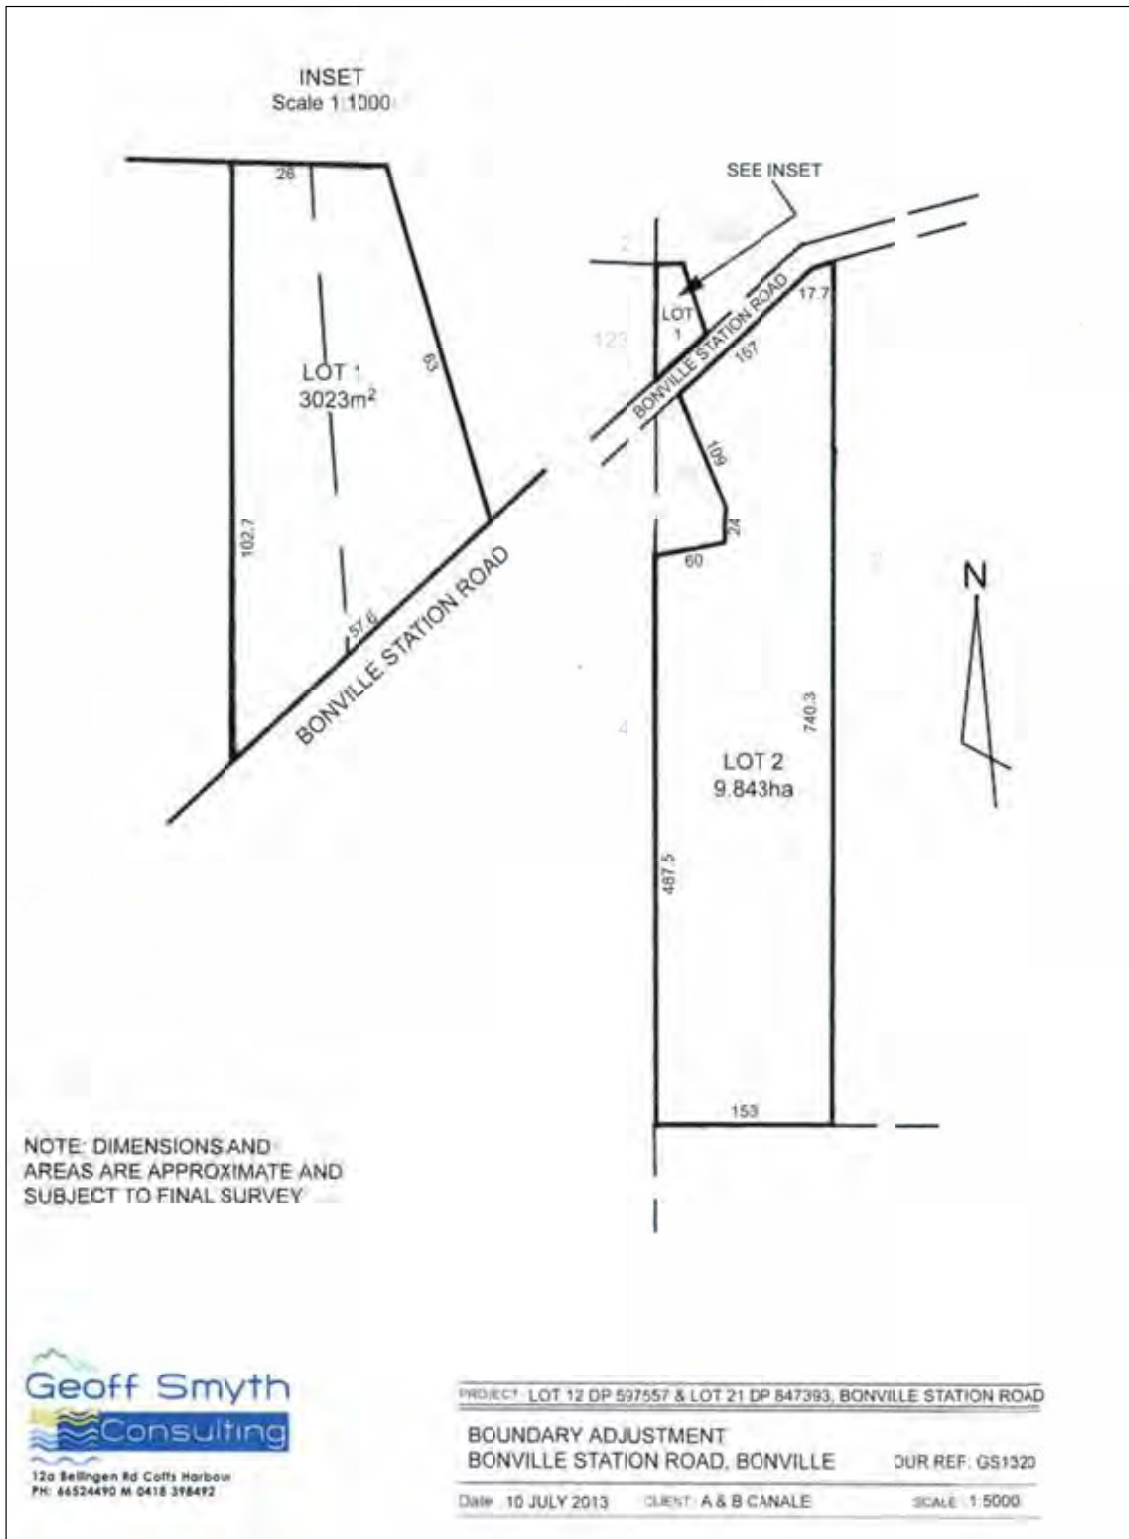 INSET
Scale 1:1000
26
LOT 1
3023m²
63
102.7
57.6
BONVILLE STATION ROAD
SEE INSET
2
123
LOT
1
BONVILLE STATION ROAD
17.7
167
109
24
60
N
4
740.3
LOT 2
9.843ha
487.5
153
NOTE: DIMENSIONS AND
AREAS ARE APPROXIMATE AND
SUBJECT TO FINAL SURVEY
Geoff Smyth
Consulting
12a Bellingen Rd Coffs Harbour
PH: 66524490 M 0418 398492
PROJECT: LOT 12 DP 597557 & LOT 21 DP 847393, BONVILLE STATION ROAD
BOUNDARY ADJUSTMENT
BONVILLE STATION ROAD, BONVILLE
OUR REF: GS1320
Date: 10 JULY 2013 CLIENT: A & B CANALE SCALE: 1:5000